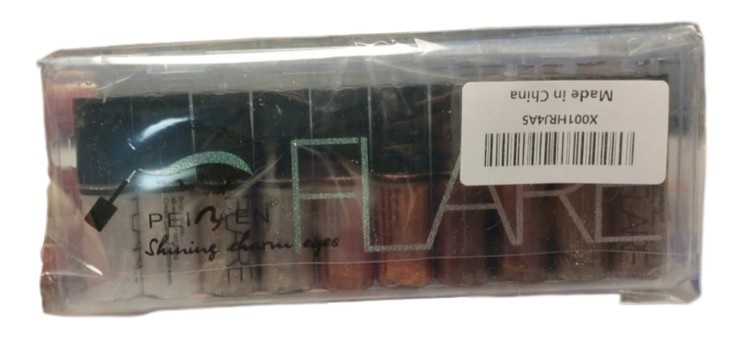 Made in China
X001HRJ4A5
FLARE
PEINYEN
Shining charm eyes